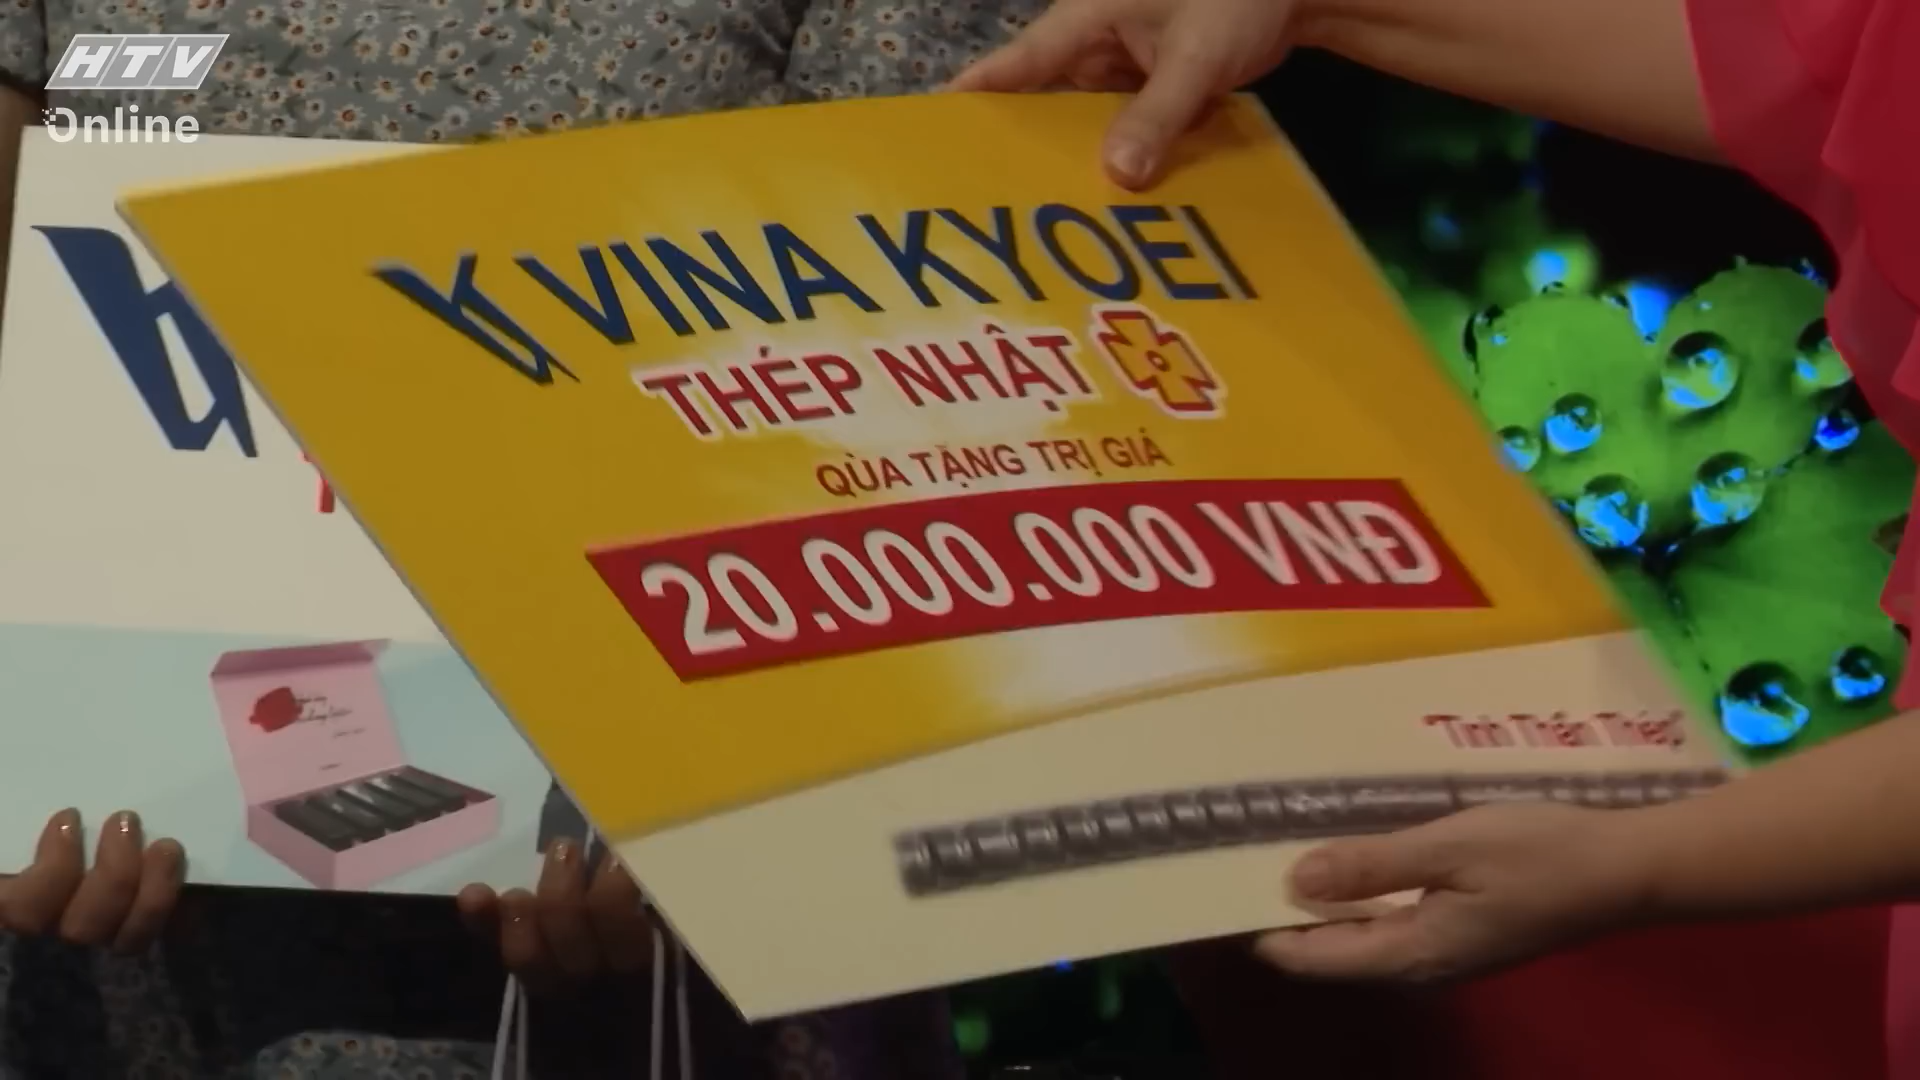 HTV
Online
VINA KYOEI
THÉP NHẬT
QÙA TẶNG TRỊ GIÁ
20.000.000 VNĐ
"Tinh Thần Thép"